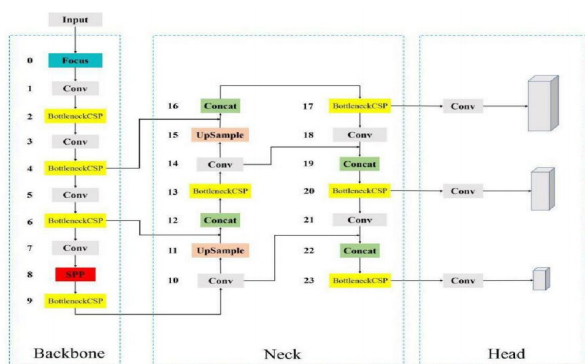 Input
0 Focus
1 Conv
2 BottleneckCSP
3 Conv
4 BottleneckCSP
5 Conv
6 BottleneckCSP
7 Conv
8 SPP
9 BottleneckCSP
Backbone
16 Concat
15 UpSample
14 Conv
13 BottleneckCSP
12 Concat
11 UpSample
10 Conv
17 BottleneckCSP
18 Conv
19 Concat
20 BottleneckCSP
21 Conv
22 Concat
23 BottleneckCSP
Neck
Conv
Conv
Conv
Head